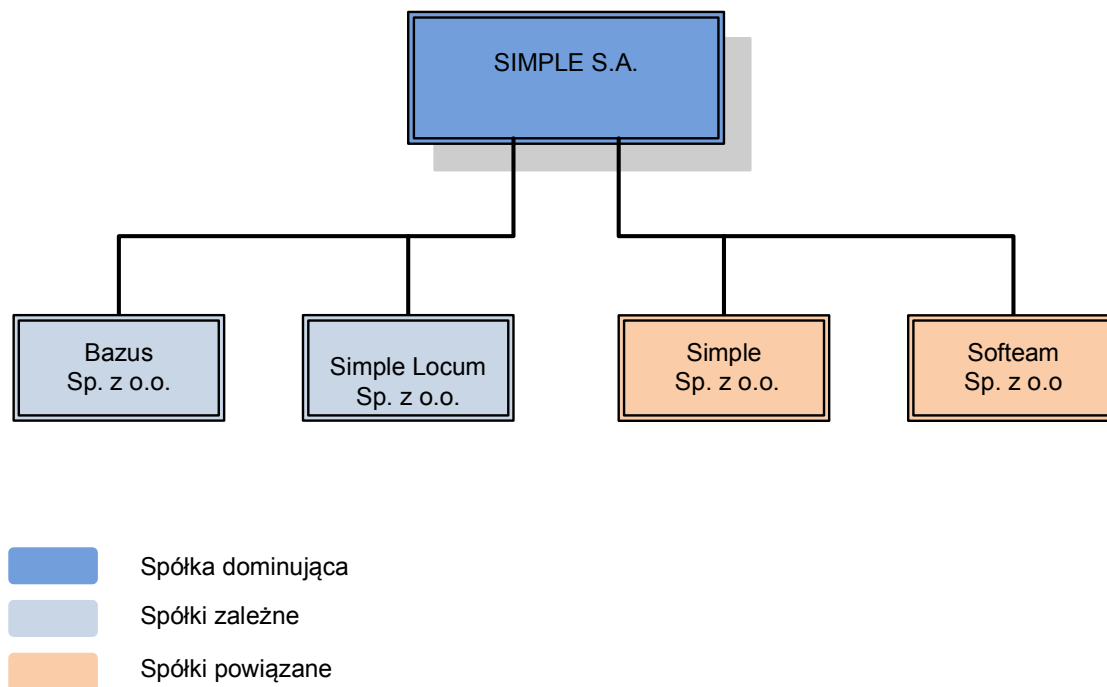 SIMPLE S.A.
Bazus
Sp. z o.o.
Simple Locum
Sp. z o.o.
Simple
Sp. z o.o.
Softeam
Sp. z o.o
Spółka dominująca
Spółki zależne
Spółki powiązane